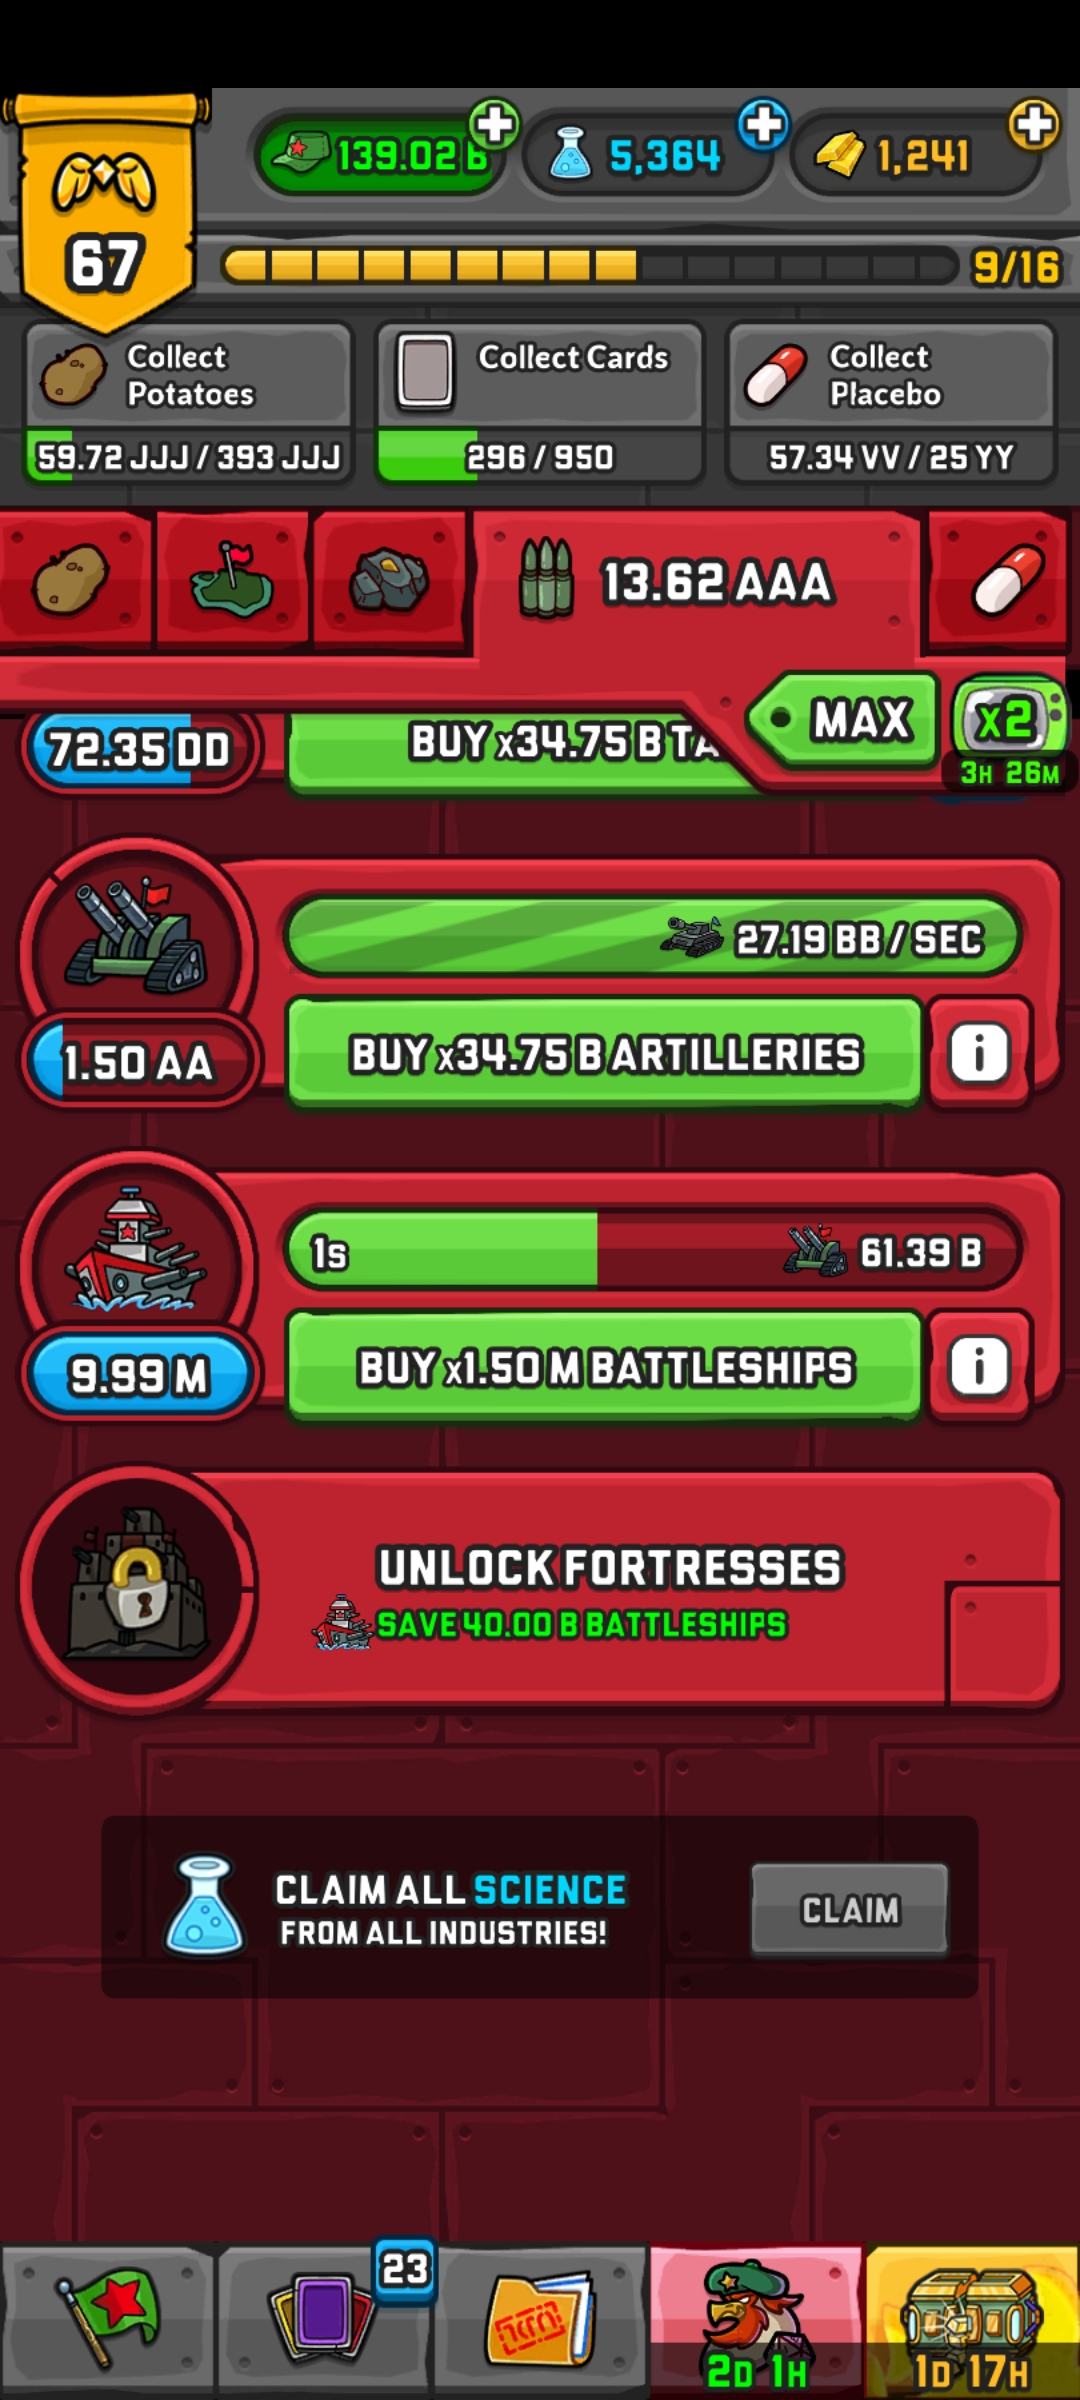 67
139.02 B
5,364
1,241
9/16
Collect
Potatoes
59.72 JJJ / 393 JJJ
Collect Cards
296 / 950
Collect
Placebo
57.34 VV / 25 YY
13.62 AAA
MAX
x2
3H 26M
72.35 DD
BUY x34.75 B TA
27.19 BB / SEC
1.50 AA
BUY x34.75 B ARTILLERIES
i
1s
61.39 B
9.99 M
BUY x1.50 M BATTLESHIPS
i
UNLOCK FORTRESSES
SAVE 40.00 B BATTLESHIPS
CLAIM ALL SCIENCE
FROM ALL INDUSTRIES!
CLAIM
23
2D 1H
1D 17H